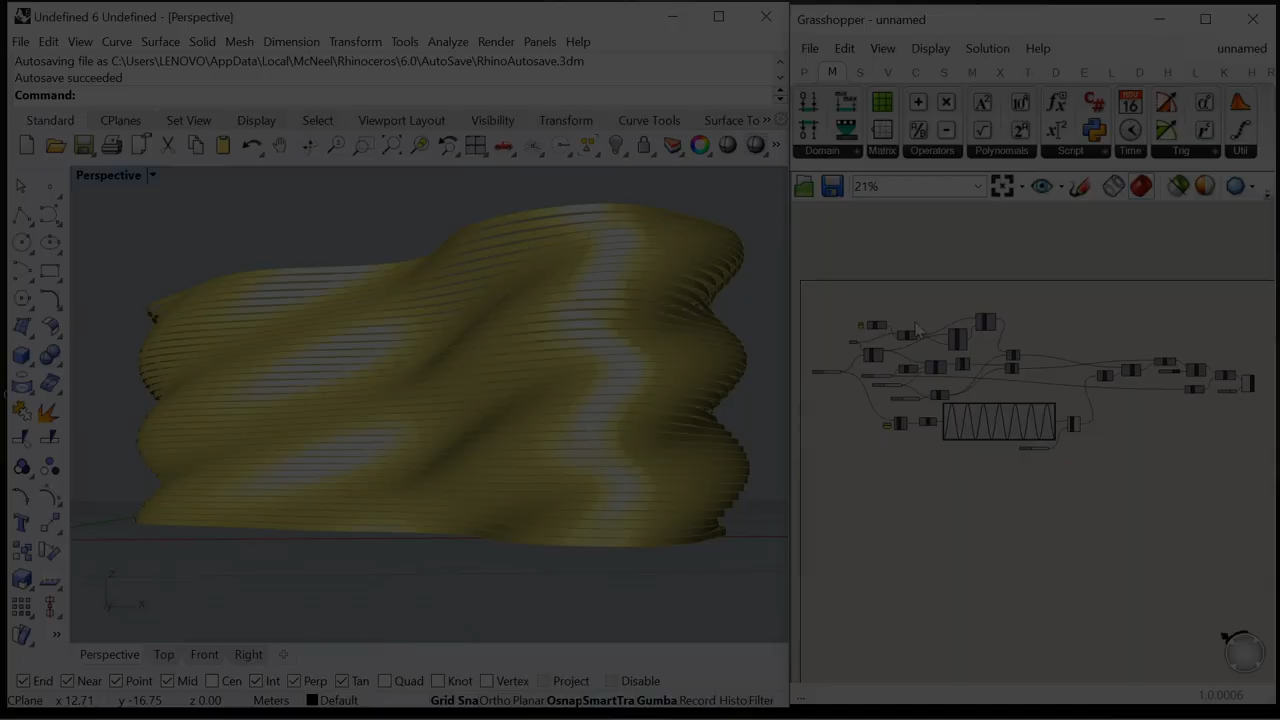 Undefined 6 Undefined - [Perspective]
File Edit View Curve Surface Solid Mesh Dimension Transform Tools Analyze Render Panels Help
Autosaving file as C:\Users\LENOVO\AppData\Local\McNeel\Rhinoceros\6.0\AutoSave\RhinoAutosave.3dm
Autosave succeeded
Command:
Standard CPlanes Set View Display Select Viewport Layout Visibility Transform Curve Tools Surface To
Perspective
z
y x
Perspective Top Front Right
End Near Point Mid Cen Int Perp Tan Quad Knot Vertex Project Disable
CPlane x 12.71 y -16.75 z 0.00 Meters Default Grid Sna Ortho Planar Osnap SmartTra Gumba Record Histo Filter
Grasshopper - unnamed
File Edit View Display Solution Help unnamed
P M S V C S M X T D E L D H L K H R
Domain Matrix Operators Polynomials Script Time Trig Util
21%
1.0.0006